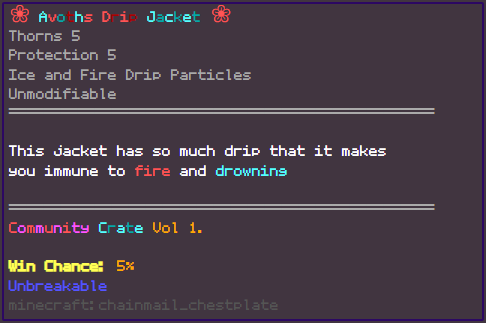 ❀ Avolhs Drip Jacket ❀
Thorns 5
Protection 5
Ice and Fire Drip Particles
Unmodifiable
This jacket has so much drip that it makes
you immune to fire and drowning
Community Crate Vol 1.
Win Chance: 5%
Unbreakable
minecraft:chainmail_chestplate